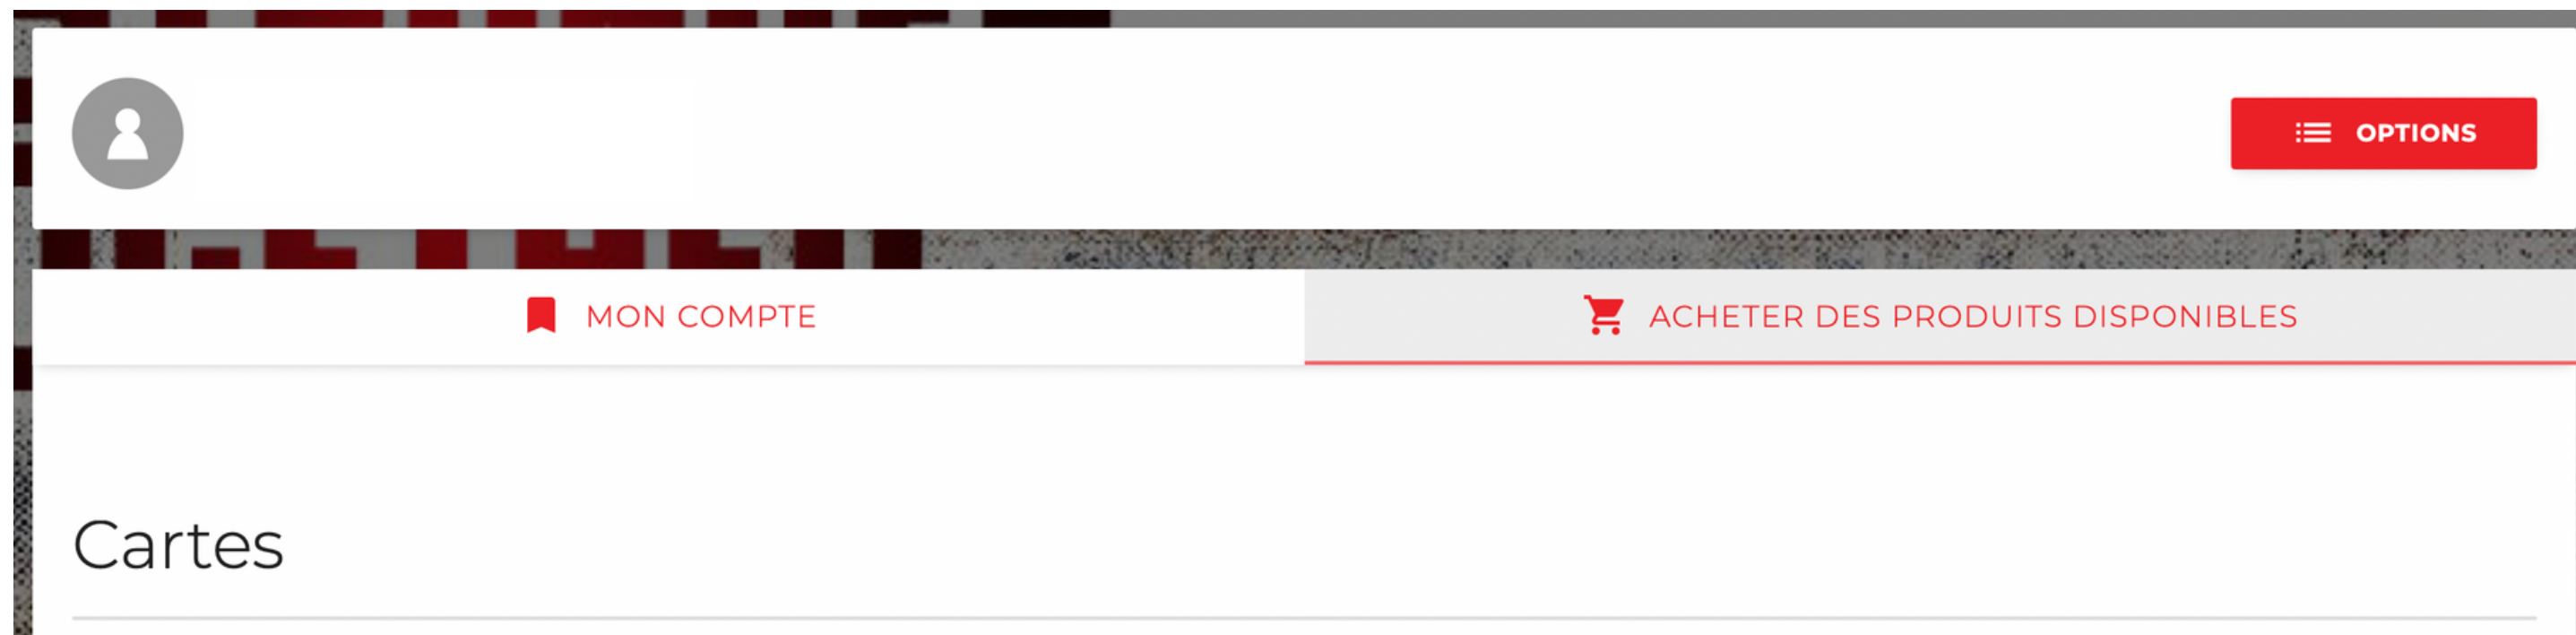 OPTIONS
MON COMPTE
ACHETER DES PRODUITS DISPONIBLES
Cartes